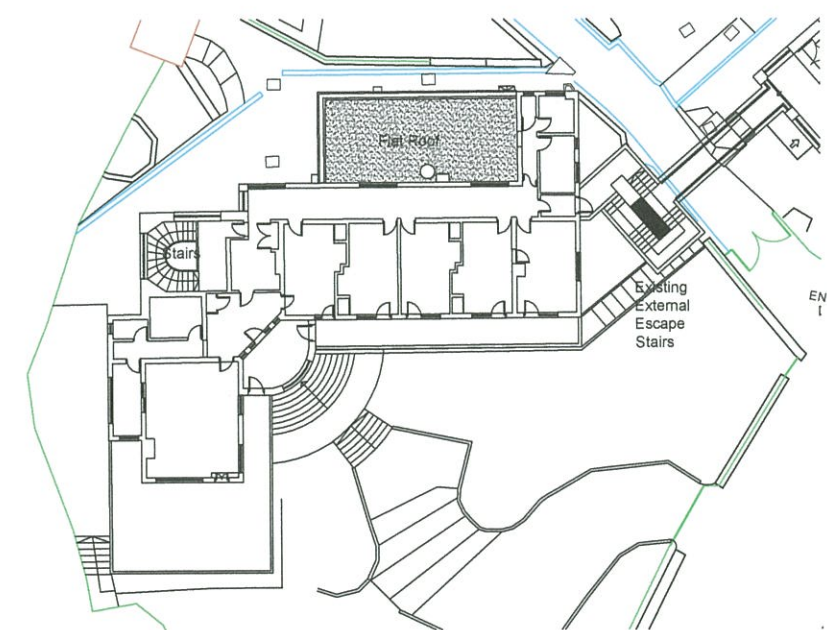 Flat Roof
Stairs
Existing
External
Escape
Stairs
EN